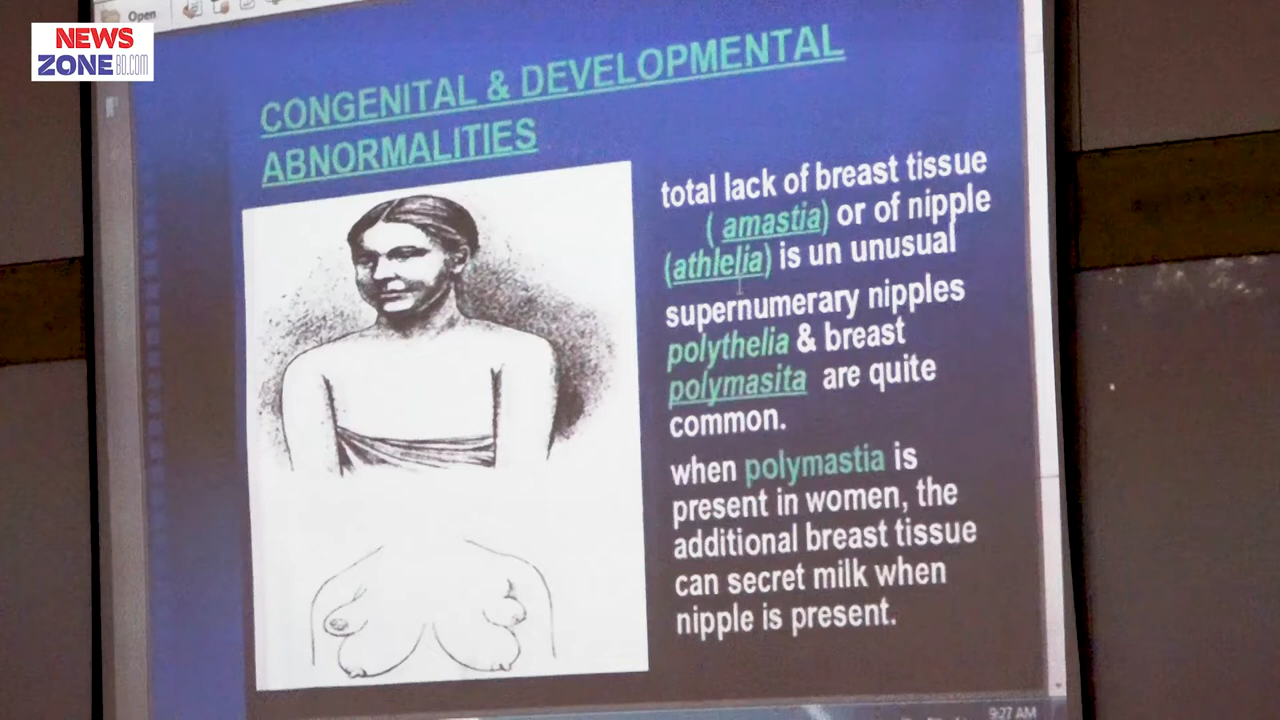 Open
NEWS
ZONEBD.com
CONGENITAL & DEVELOPMENTAL
ABNORMALITIES
total lack of breast tissue
( amastia) or of nipple
(athlelia) is un unusual
supernumerary nipples
polythelia & breast
polymasita are quite
common.
when polymastia is
present in women, the
additional breast tissue
can secret milk when
nipple is present.
9:27 AM